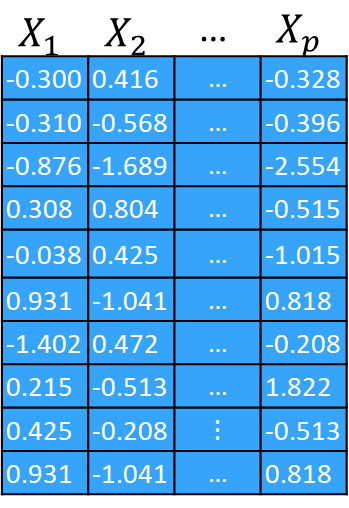 X₁ X₂ ... Xₚ
-0.300 0.416 ... -0.328
-0.310 -0.568 ... -0.396
-0.876 -1.689 ... -2.554
0.308 0.804 ... -0.515
-0.038 0.425 ... -1.015
0.931 -1.041 ... 0.818
-1.402 0.472 ... -0.208
0.215 -0.513 ... 1.822
0.425 -0.208 ⋮ -0.513
0.931 -1.041 ... 0.818